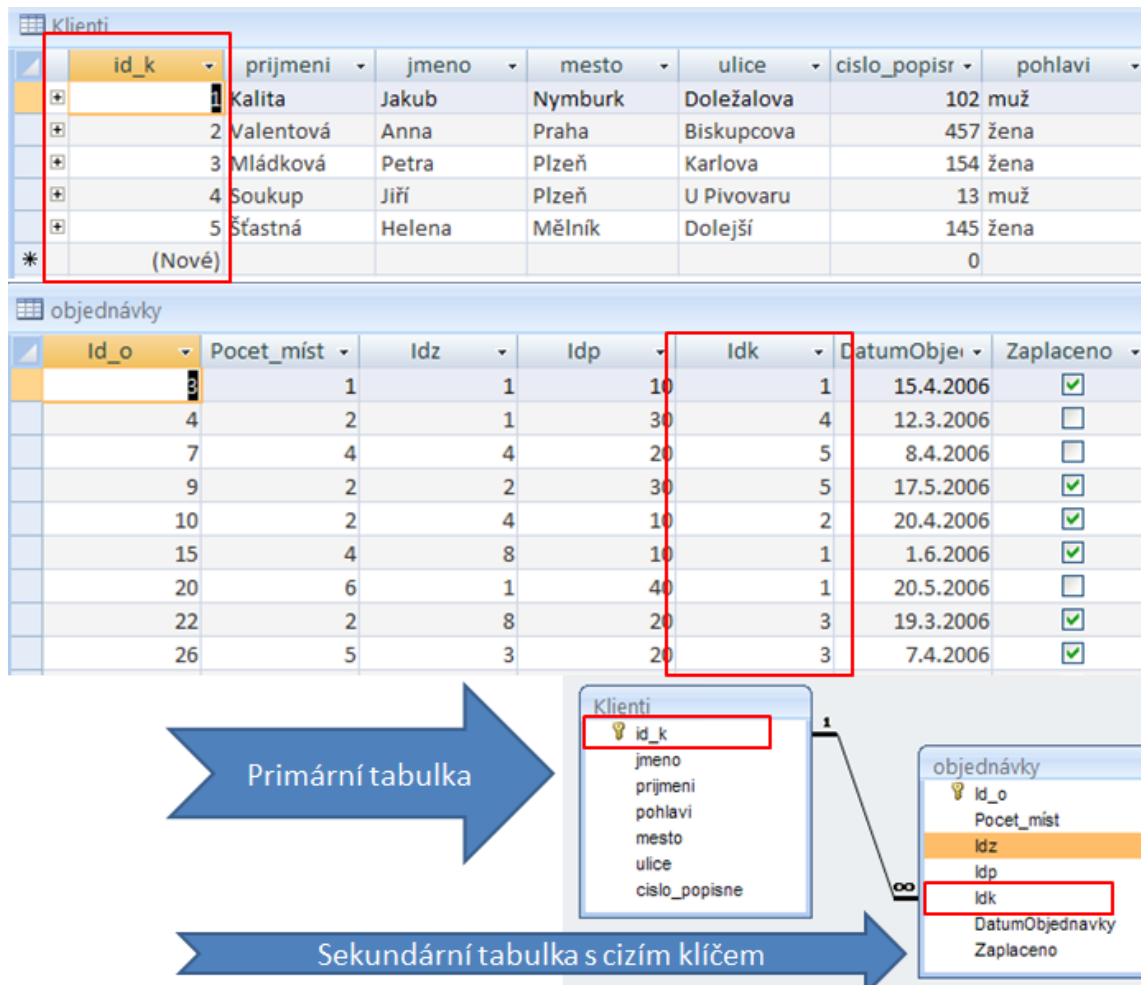 Klienti
id_k prijmeni jmeno mesto ulice cislo_popisr pohlavi
1 Kalita Jakub Nymburk Doležalova 102 muž
2 Valentová Anna Praha Biskupcova 457 žena
3 Mládková Petra Plzeň Karlova 154 žena
4 Soukup Jiří Plzeň U Pivovaru 13 muž
5 Šťastná Helena Mělník Dolejší 145 žena
(Nové) 0
objednávky
Id_o Pocet_míst Idz Idp Idk DatumObje Zaplaceno
3 1 1 10 1 15.4.2006
4 2 1 30 4 12.3.2006
7 4 4 20 5 8.4.2006
9 2 2 30 5 17.5.2006
10 2 4 10 2 20.4.2006
15 4 8 10 1 1.6.2006
20 6 1 40 1 20.5.2006
22 2 8 20 3 19.3.2006
26 5 3 20 3 7.4.2006
Primární tabulka
Klienti
id_k
jmeno
prijmeni
pohlavi
mesto
ulice
cislo_popisne
1
∞
objednávky
Id_o
Pocet_míst
Idz
Idp
Idk
DatumObjednavky
Zaplaceno
Sekundární tabulka s cizím klíčem